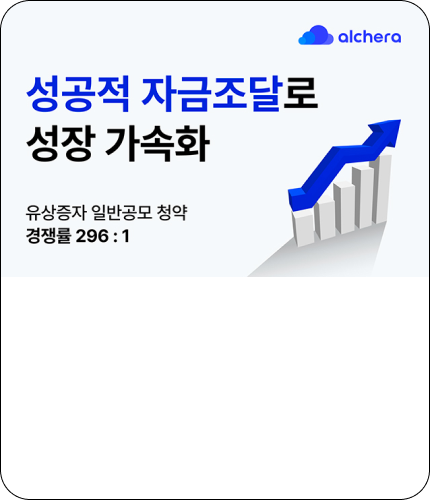 alchera
성공적 자금조달로
성장 가속화
유상증자 일반공모 청약
경쟁률 296 : 1